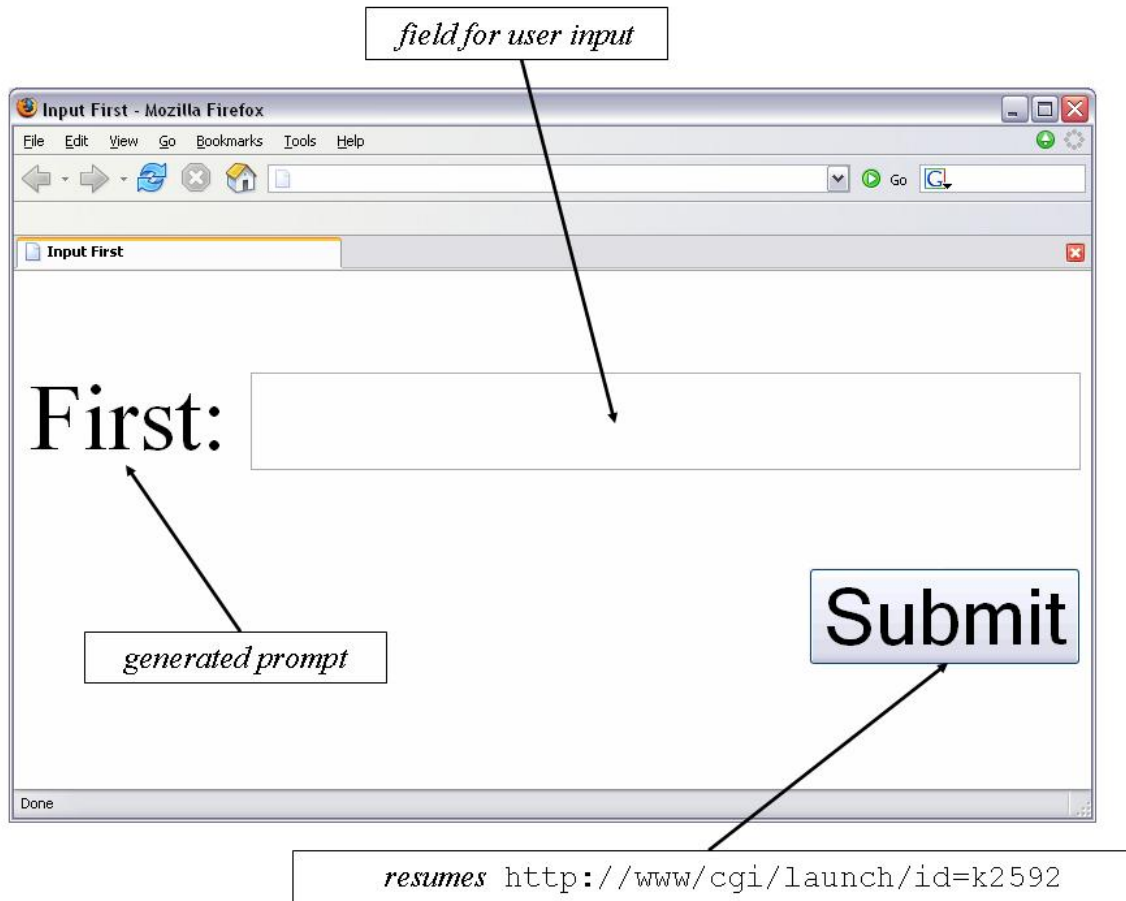 field for user input
Input First - Mozilla Firefox
File Edit View Go Bookmarks Tools Help
Go G
Input First
First:
Submit
generated prompt
Done
resumes http://www/cgi/launch/id=k2592